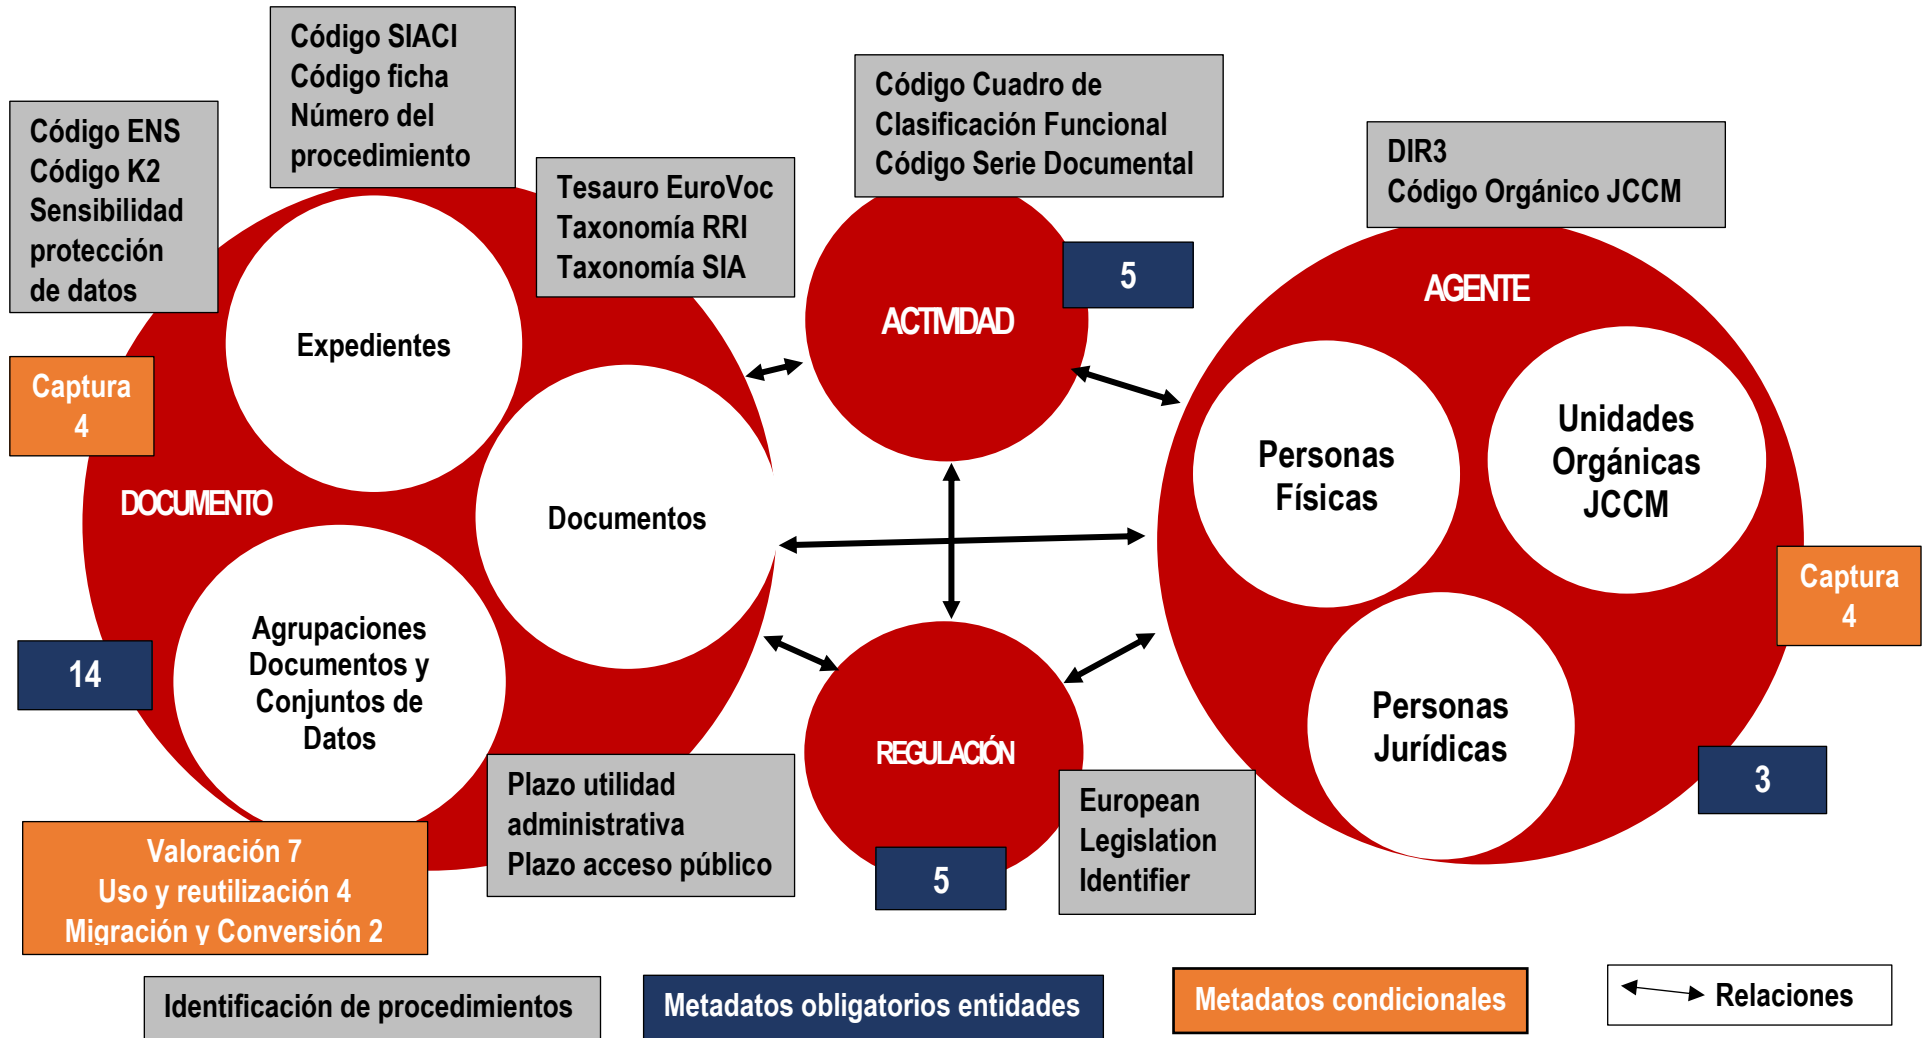 Código SIACI
Código ficha
Número del
procedimiento
Código Cuadro de
Clasificación Funcional
Código Serie Documental
Código ENS
Código K2
Sensibilidad
protección
de datos
DIR3
Código Orgánico JCCM
Tesauro EuroVoc
Taxonomía RRI
Taxonomía SIA
5
AGENTE
ACTIVIDAD
Expedientes
Captura
4
Unidades
Orgánicas
JCCM
Personas
Físicas
DOCUMENTO
Documentos
Captura
4
Agrupaciones
Documentos y
Conjuntos de
Datos
14
Personas
Jurídicas
REGULACIÓN
3
Plazo utilidad
administrativa
Plazo acceso público
European
Legislation
Identifier
5
Valoración 7
Uso y reutilización 4
Migración y Conversión 2
Identificación de procedimientos
Metadatos obligatorios entidades
Metadatos condicionales
Relaciones